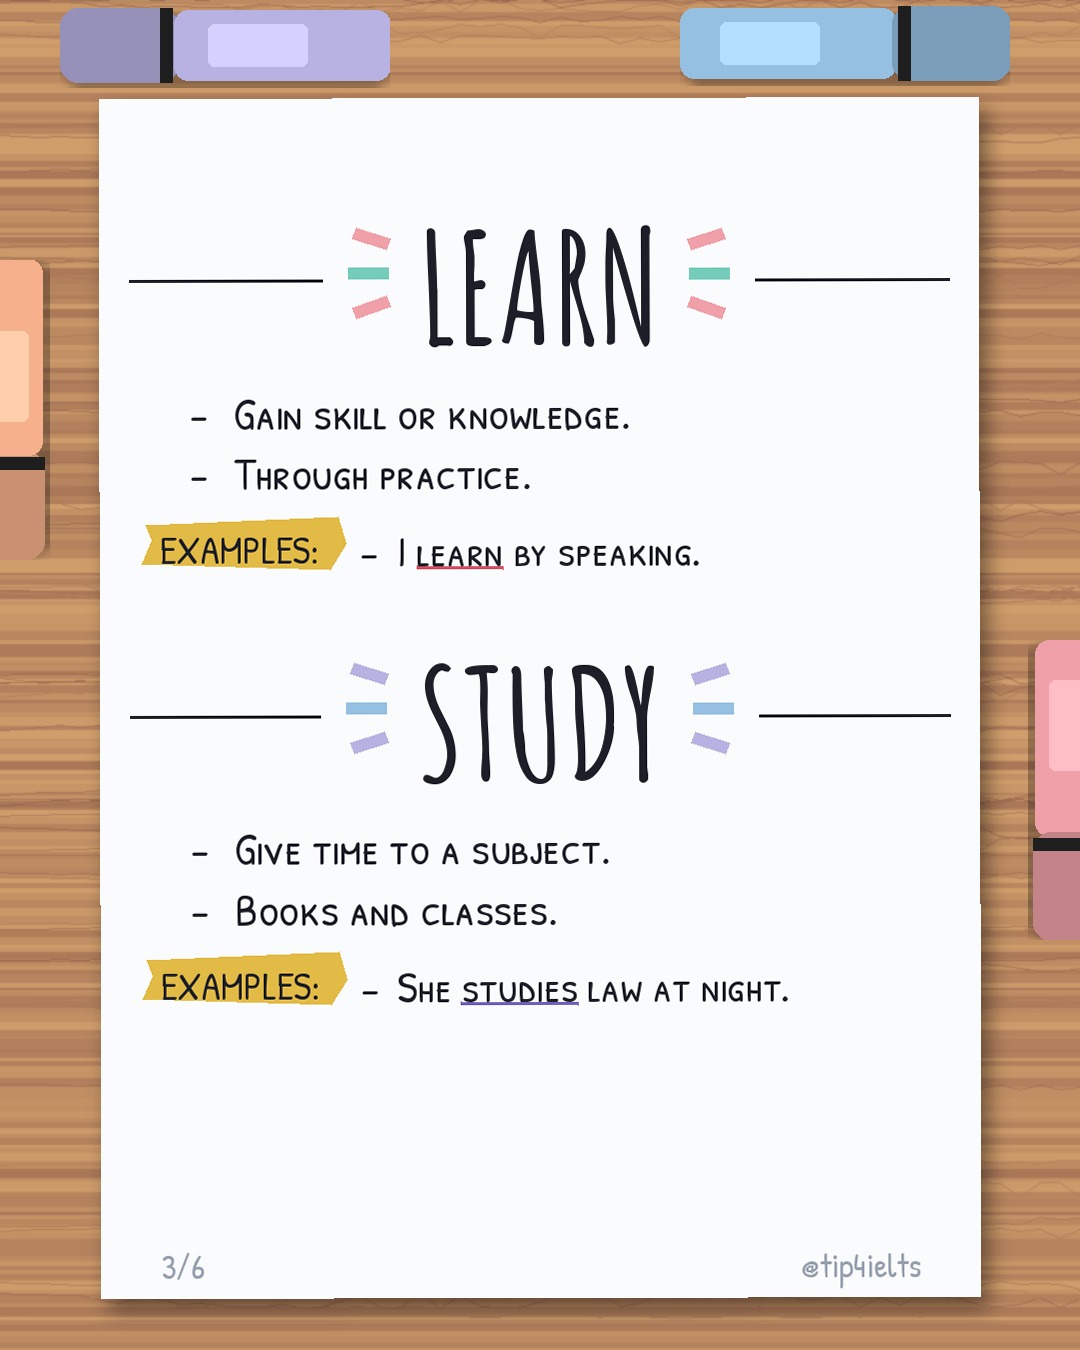 LEARN
- GAIN SKILL OR KNOWLEDGE.
- THROUGH PRACTICE.
EXAMPLES: - I LEARN BY SPEAKING.
STUDY
- GIVE TIME TO A SUBJECT.
- BOOKS AND CLASSES.
EXAMPLES: - SHE STUDIES LAW AT NIGHT.
3/6
@tip4ielts